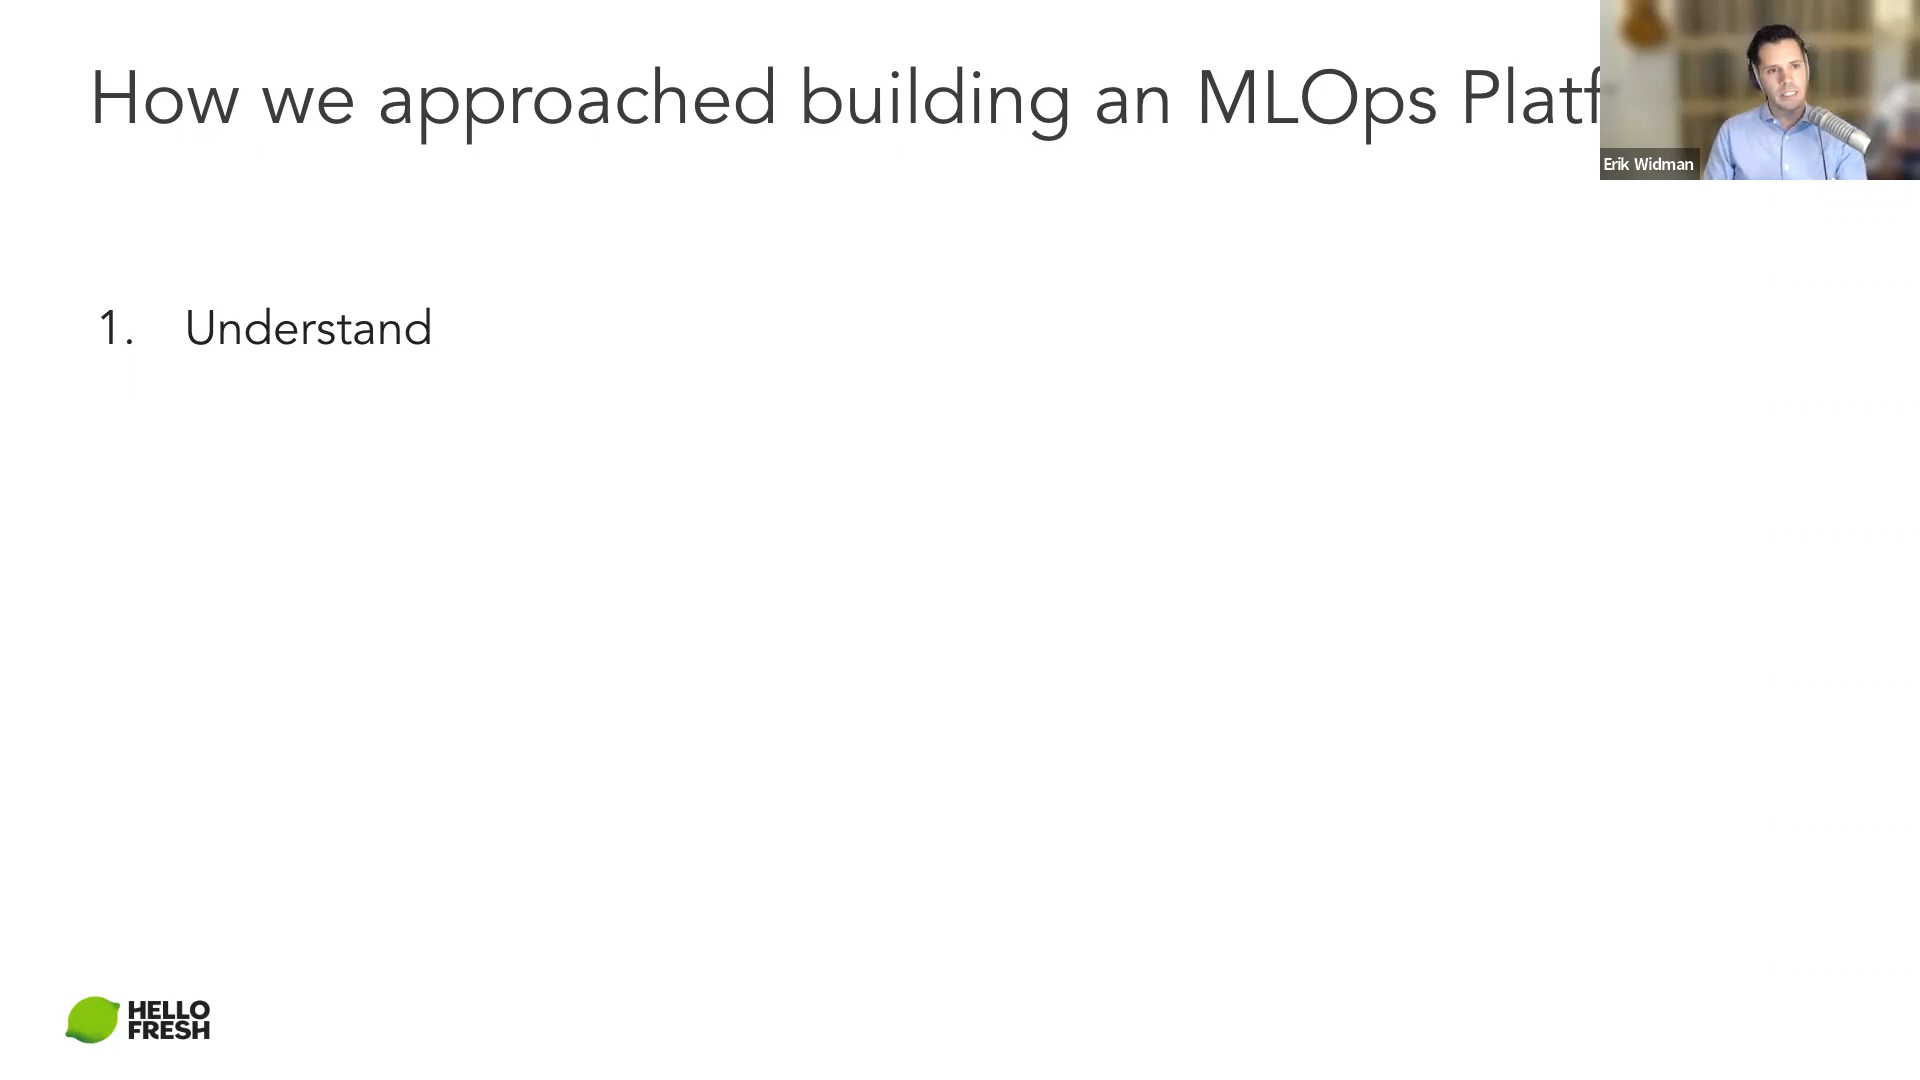 How we approached building an MLOps Platf
Erik Widman
1. Understand
HELLO
FRESH